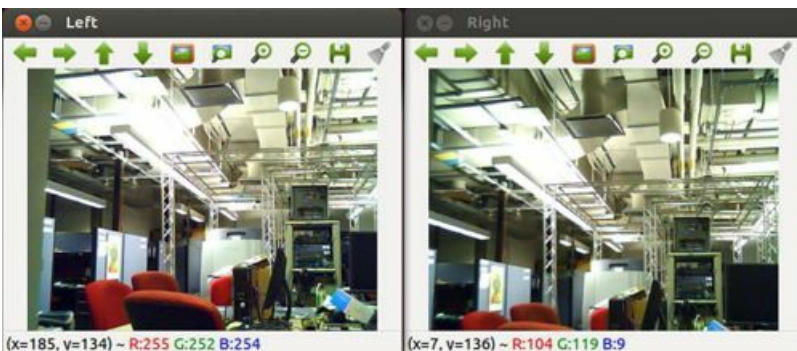 Left
Right
(x=185, y=134) ~ R:255 G:252 B:254
(x=7, y=136) ~ R:104 G:119 B:9